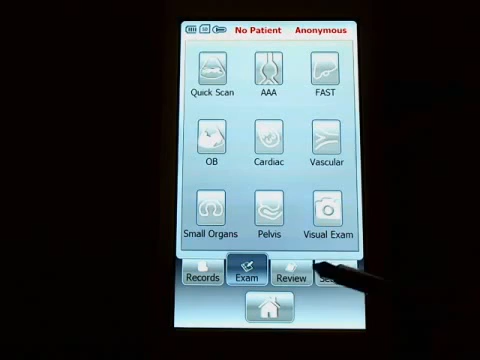 No Patient Anonymous
Quick Scan AAA FAST
OB Cardiac Vascular
Small Organs Pelvis Visual Exam
Records Exam Review